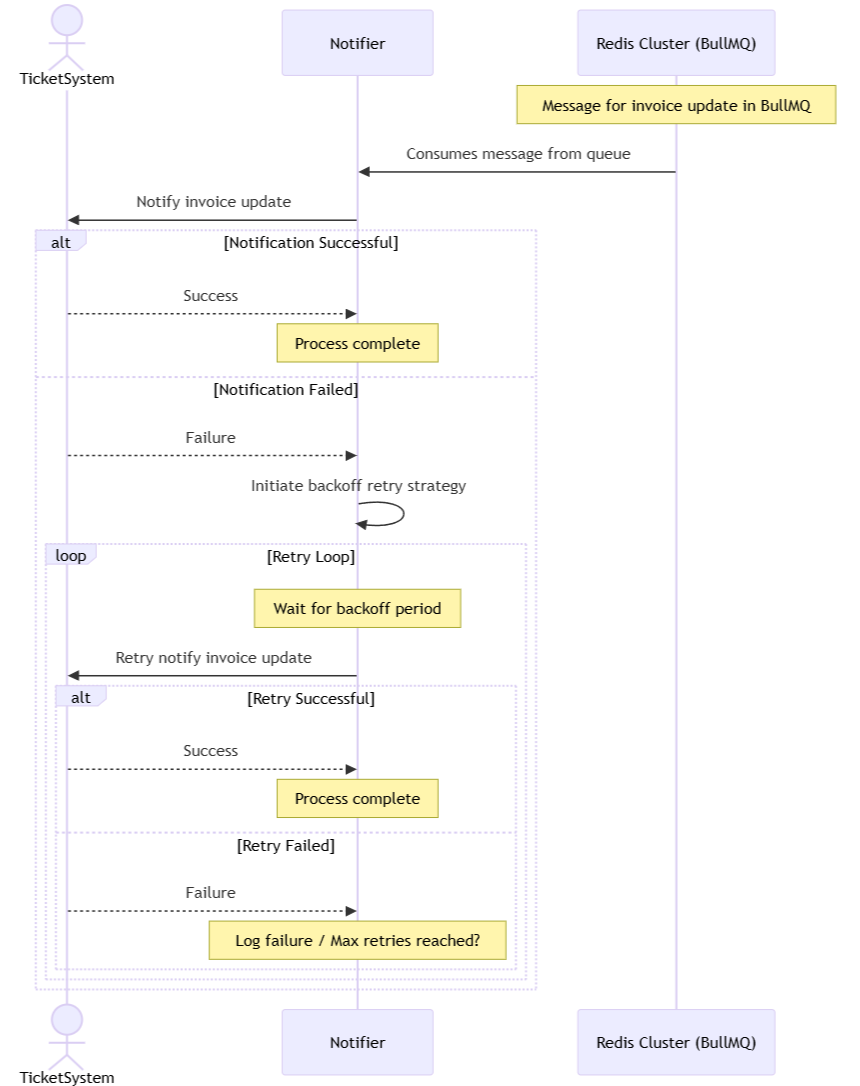 TicketSystem
Notifier
Redis Cluster (BullMQ)
Message for invoice update in BullMQ
Consumes message from queue
Notify invoice update
alt
[Notification Successful]
Success
Process complete
[Notification Failed]
Failure
Initiate backoff retry strategy
loop
[Retry Loop]
Wait for backoff period
Retry notify invoice update
alt
[Retry Successful]
Success
Process complete
[Retry Failed]
Failure
Log failure / Max retries reached?
TicketSystem
Notifier
Redis Cluster (BullMQ)